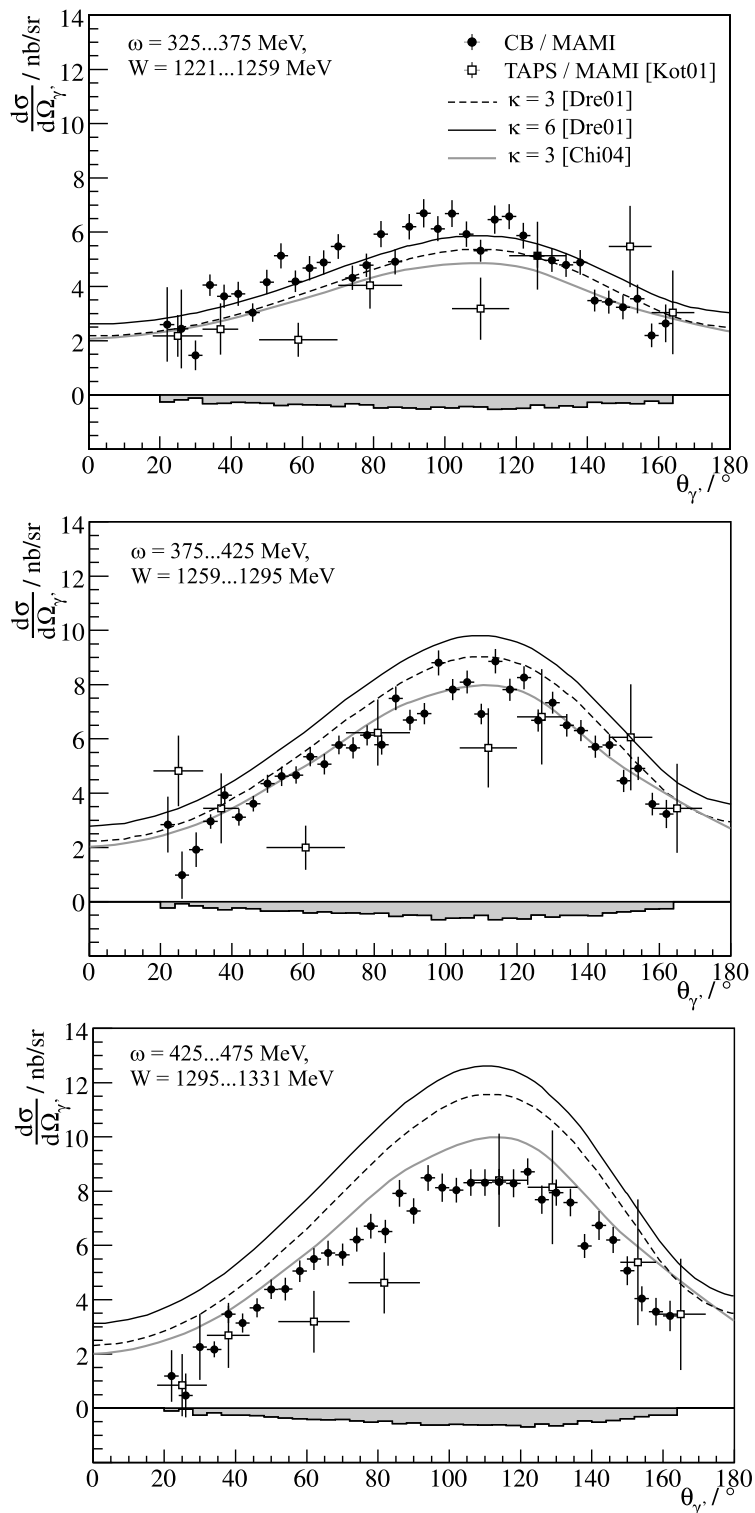 14
ω = 325...375 MeV,
W = 1221...1259 MeV
CB / MAMI
TAPS / MAMI [Kot01]
κ = 3 [Dre01]
κ = 6 [Dre01]
κ = 3 [Chi04]
dσ/dΩγ' / nb/sr
12
10
8
6
4
2
0
0 20 40 60 80 100 120 140 160 180
θγ' / °
14
ω = 375...425 MeV,
W = 1259...1295 MeV
dσ/dΩγ' / nb/sr
12
10
8
6
4
2
0
0 20 40 60 80 100 120 140 160 180
θγ' / °
14
ω = 425...475 MeV,
W = 1295...1331 MeV
dσ/dΩγ' / nb/sr
12
10
8
6
4
2
0
0 20 40 60 80 100 120 140 160 180
θγ' / °